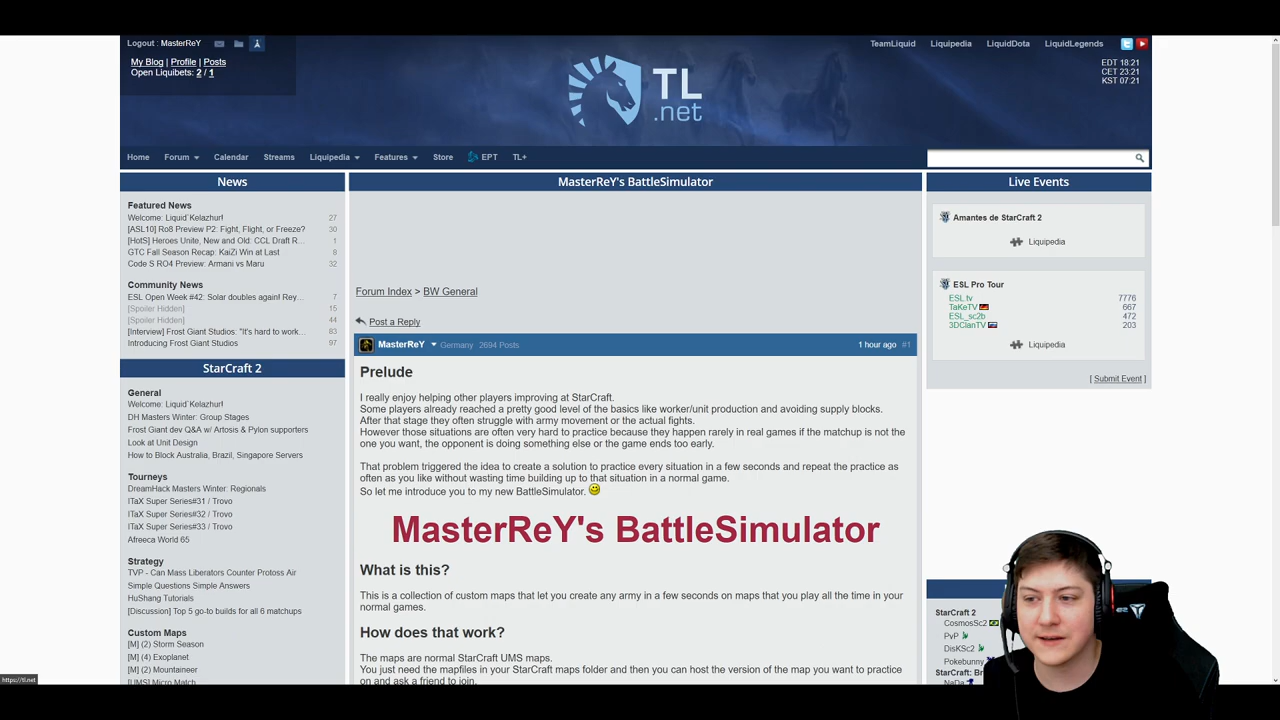 Logout : MasterReY
TeamLiquid Liquipedia LiquidDota LiquidLegends
My Blog | Profile | Posts
Open Liquibets: 2 / 1
EDT 18:21
CET 23:21
KST 07:21
TL
.net
Home Forum Calendar Streams Liquipedia Features Store EPT TL+
News
Featured News
Welcome: Liquid`Kelazhur! 27
[ASL10] Ro8 Preview P2: Fight, Flight, or Freeze? 30
[HotS] Heroes Unite, New and Old: CCL Draft R... 1
GTC Fall Season Recap: KaiZi Win at Last 8
Code S RO4 Preview: Armani vs Maru 32
Community News
ESL Open Week #42: Solar doubles again! Rey... 7
[Spoiler Hidden] 15
[Spoiler Hidden] 44
[Interview] Frost Giant Studios: "It's hard to work... 83
Introducing Frost Giant Studios 97
StarCraft 2
General
Welcome: Liquid`Kelazhur!
DH Masters Winter: Group Stages
Frost Giant dev Q&A w/ Artosis & Pylon supporters
Look at Unit Design
How to Block Australia, Brazil, Singapore Servers
Tourneys
DreamHack Masters Winter: Regionals
ITaX Super Series#31 / Trovo
ITaX Super Series#32 / Trovo
ITaX Super Series#33 / Trovo
Afreeca World 65
Strategy
TVP - Can Mass Liberators Counter Protoss Air
Simple Questions Simple Answers
HuShang Tutorials
[Discussion] Top 5 go-to builds for all 6 matchups
Custom Maps
[M] (2) Storm Season
[M] (4) Exoplanet
[M] (2) Mountaineer
[UMS] Micro Match
https://tl.net
MasterReY's BattleSimulator
Forum Index > BW General
Post a Reply
MasterReY Germany 2694 Posts 1 hour ago #1
Prelude
I really enjoy helping other players improving at StarCraft.
Some players already reached a pretty good level of the basics like worker/unit production and avoiding supply blocks.
After that stage they often struggle with army movement or the actual fights.
However those situations are often very hard to practice because they happen rarely in real games if the matchup is not the
one you want, the opponent is doing something else or the game ends too early.
That problem triggered the idea to create a solution to practice every situation in a few seconds and repeat the practice as
often as you like without wasting time building up to that situation in a normal game.
So let me introduce you to my new BattleSimulator.
MasterReY's BattleSimulator
What is this?
This is a collection of custom maps that let you create any army in a few seconds on maps that you play all the time in your
normal games.
How does that work?
The maps are normal StarCraft UMS maps.
You just need the mapfiles in your StarCraft maps folder and then you can host the version of the map you want to practice
on and ask a friend to join.
Live Events
Amantes de StarCraft 2
Liquipedia
ESL Pro Tour
ESL.tv 7776
TaKeTV 667
ESL_sc2b 472
3DClanTV 203
Liquipedia
[ Submit Event ]
StarCraft 2
CosmosSc2
PvP
DisKSc2
Pokebunny
StarCraft: Br
NaDa